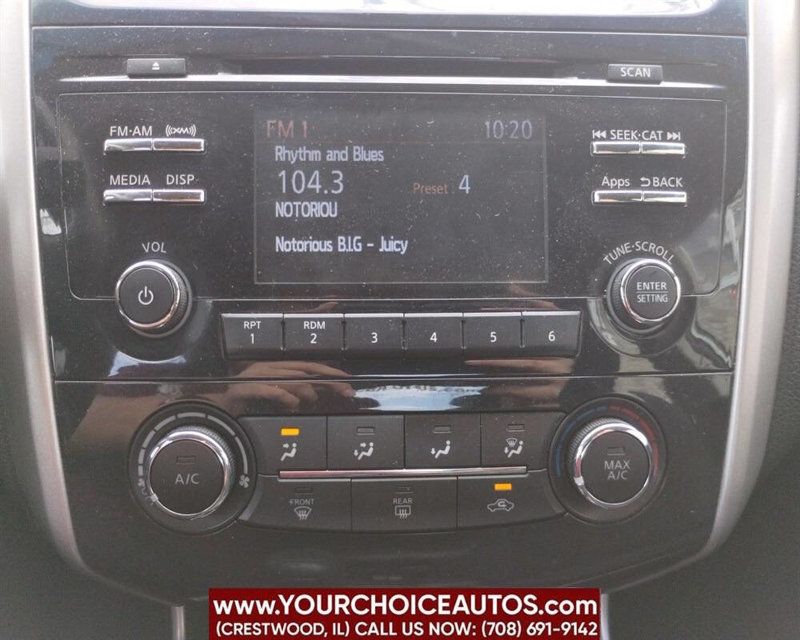 SCAN
FM·AM ((XM))
MEDIA DISP
VOL
FM 1 10:20
Rhythm and Blues
104.3 Preset 4
NOTORIOU
Notorious B.I.G - Juicy
SEEK·CAT
Apps BACK
TUNE·SCROLL
ENTER
SETTING
RPT RDM
1 2 3 4 5 6
A/C
MAX
A/C
FRONT REAR
www.YOURCHOICEAUTOS.com
(CRESTWOOD, IL) CALL US NOW: (708) 691-9142